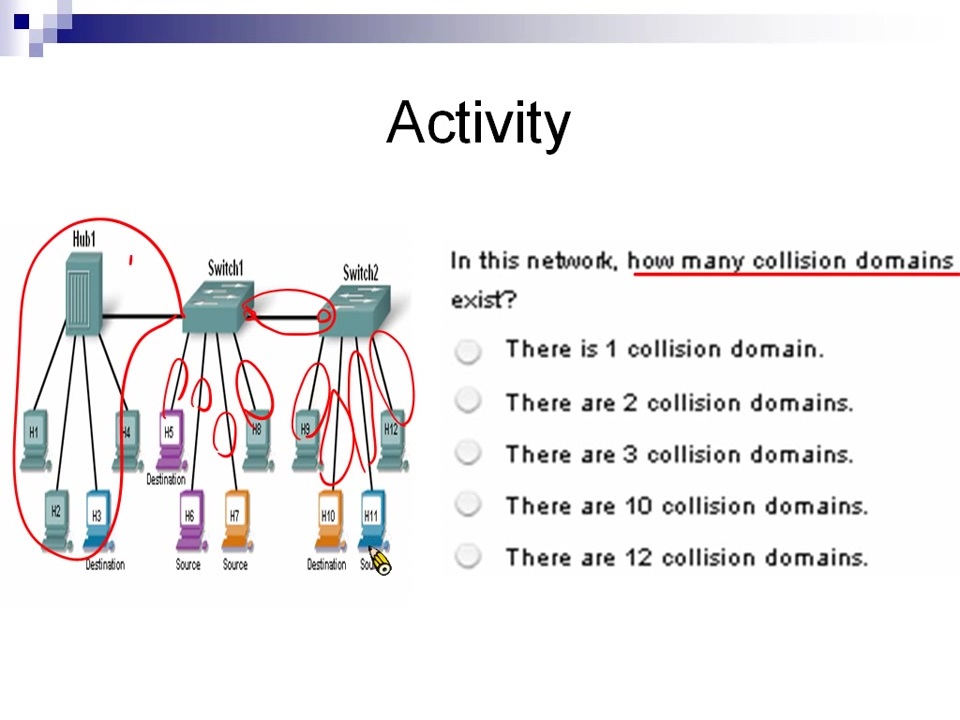 Activity
Hub1
Switch1
Switch2
In this network, how many collision domains
exist?
There is 1 collision domain.
There are 2 collision domains.
There are 3 collision domains.
There are 10 collision domains.
There are 12 collision domains.
H1
H4
H5
H8
H9
H12
Destination
H2
H3
H6
H7
H10
H11
Destination
Source
Source
Destination